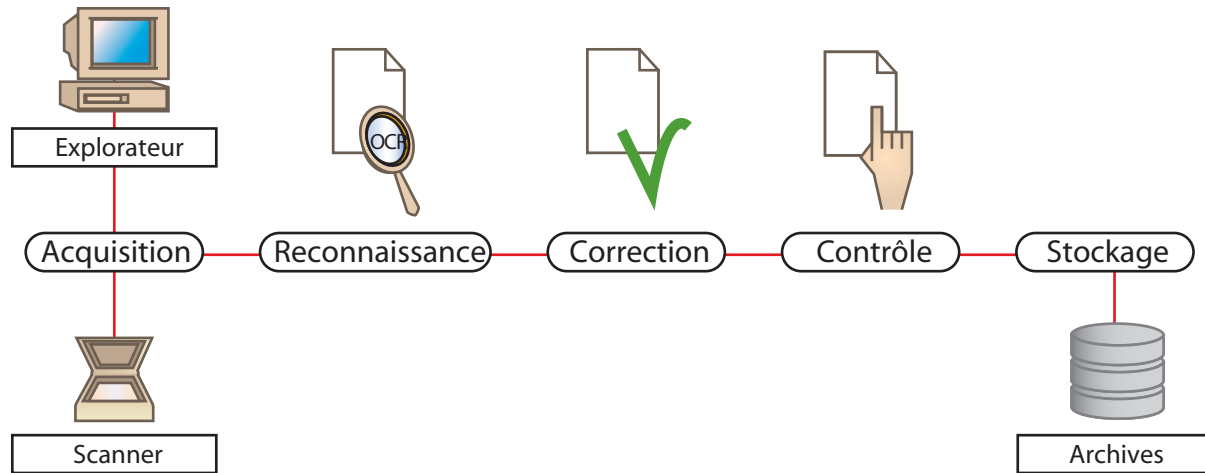 Explorateur
OCR
Acquisition
Reconnaissance
Correction
Contrôle
Stockage
Scanner
Archives